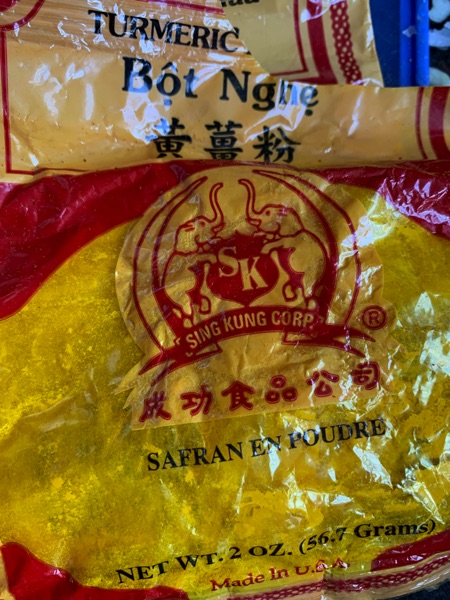 TURMERIC
Bột Nghệ
黃薑粉
SK
SING KUNG CORP
®
成功食品公司
SAFRAN EN POUDRE
NET WT. 2 OZ. (56.7 Grams)
Made In U.S.A